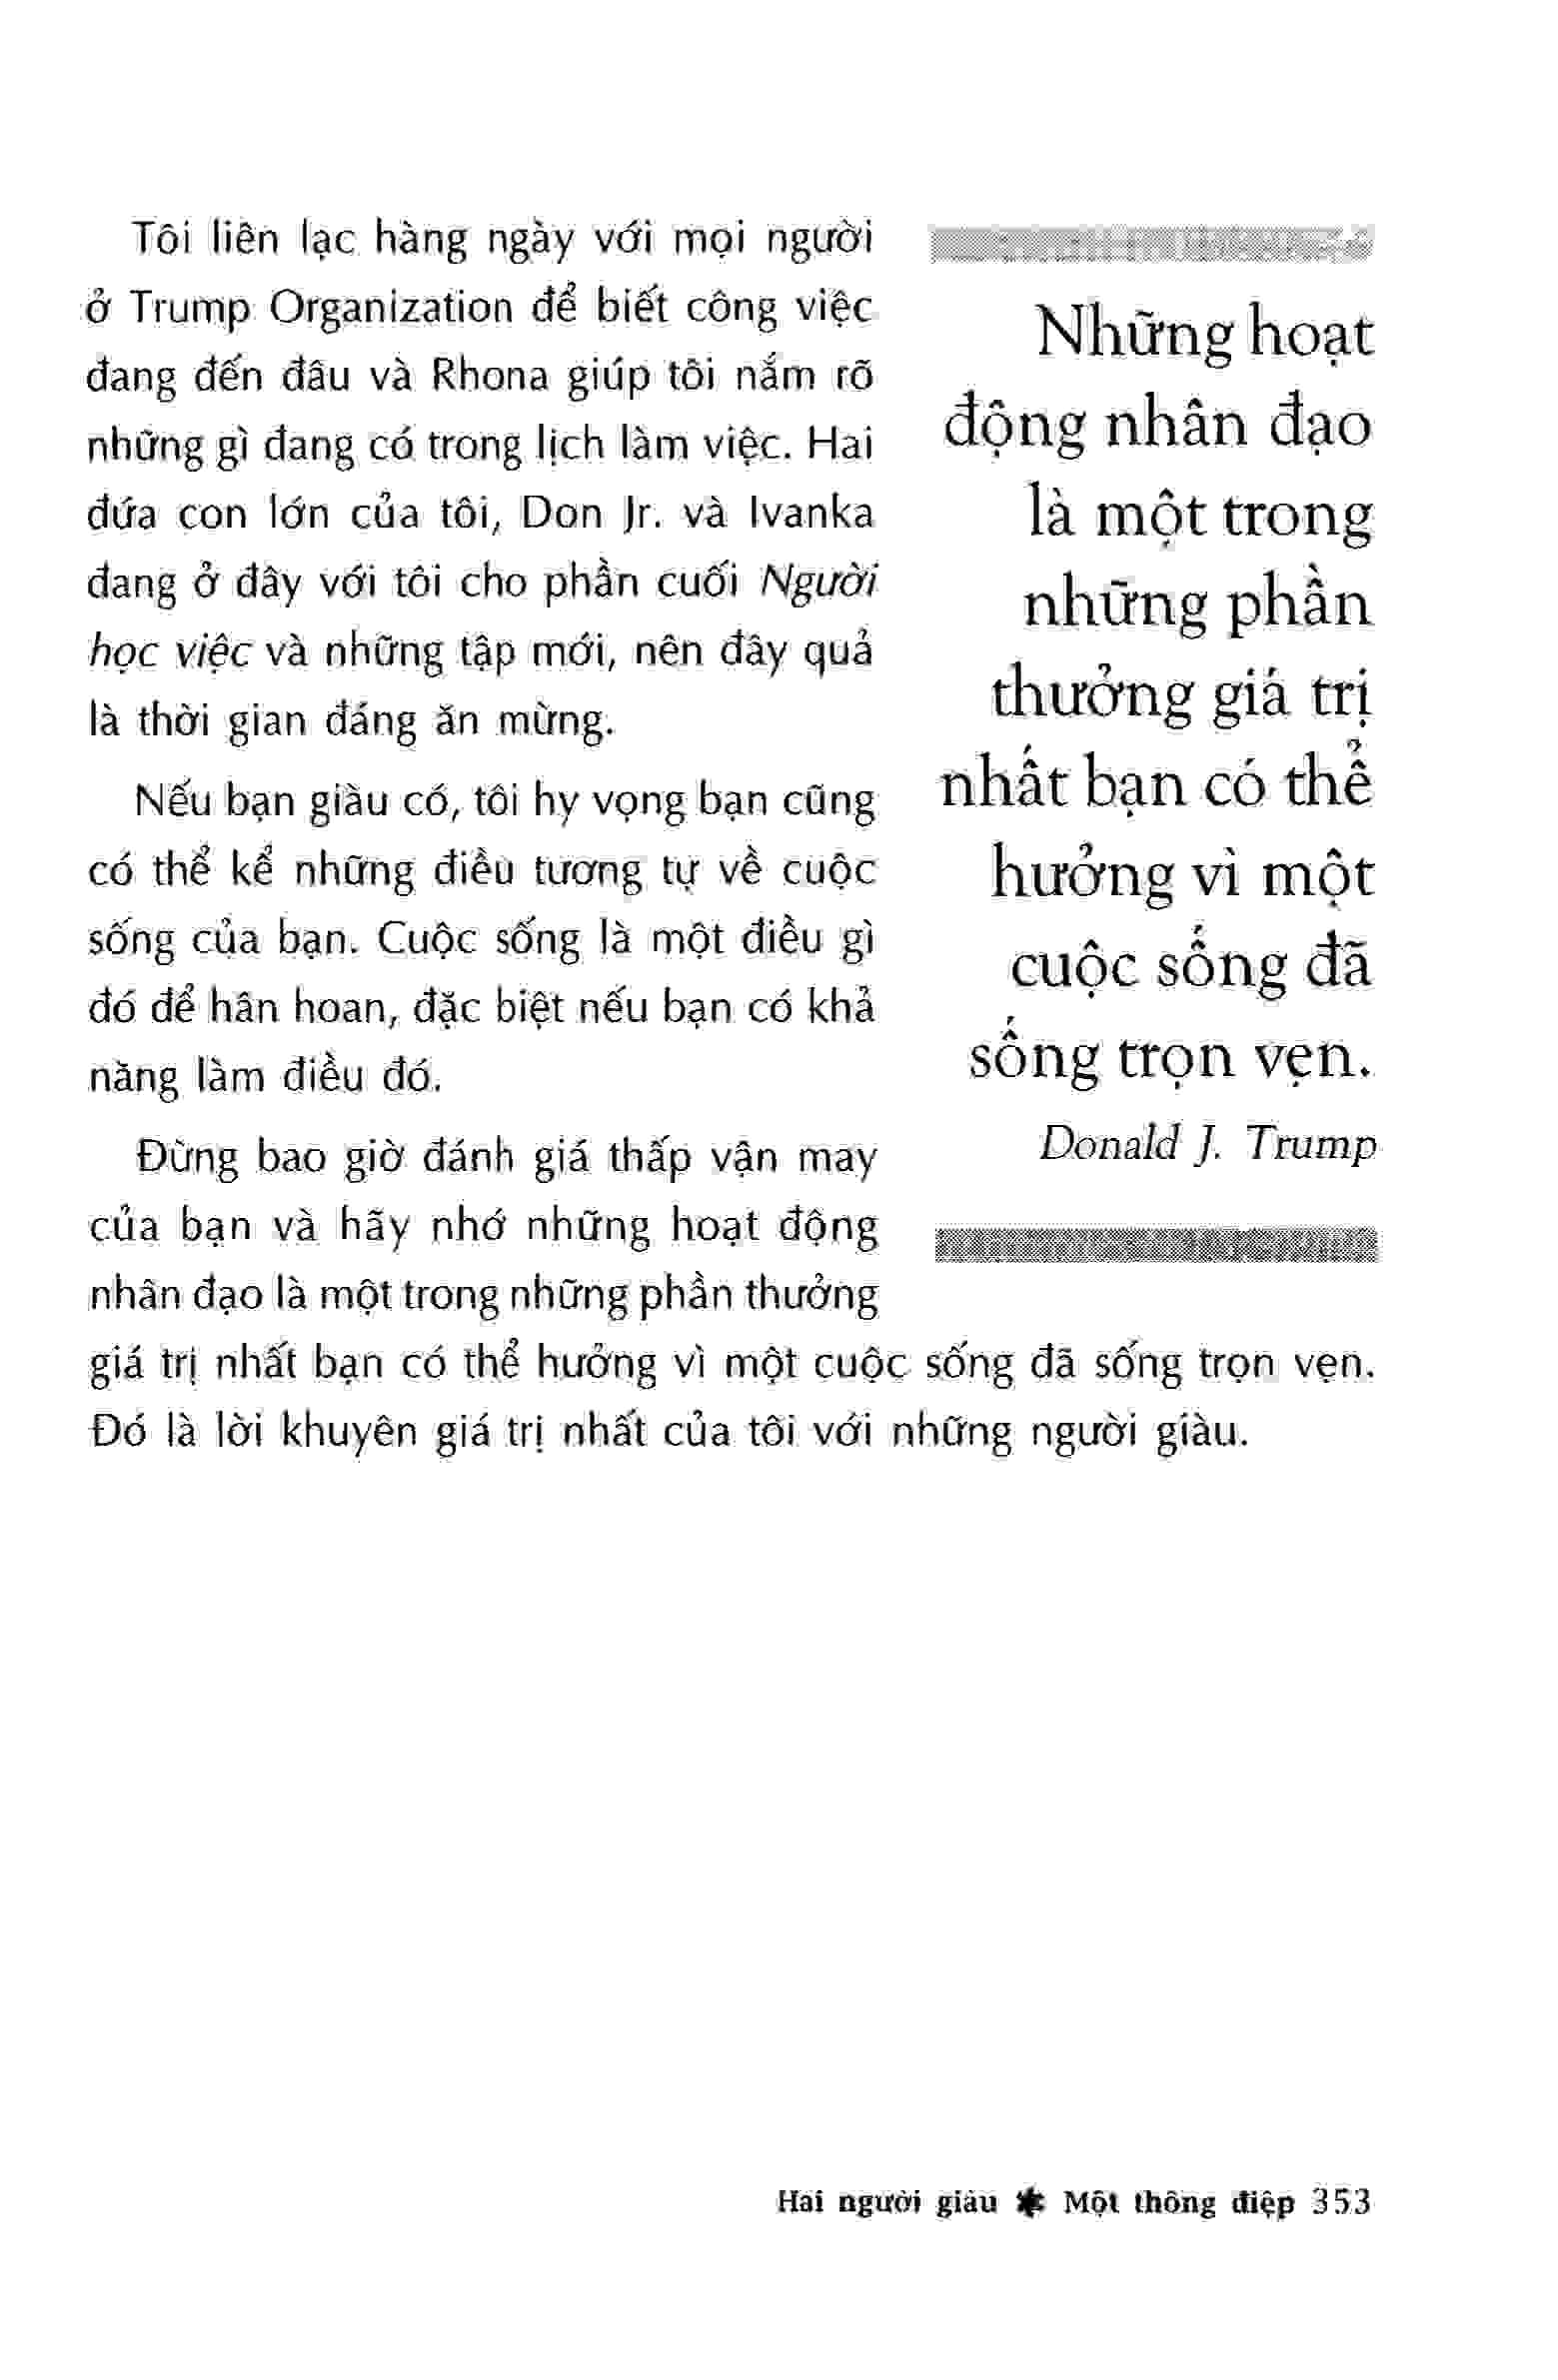 Tôi liên lạc hàng ngày với mọi người
ở Trump Organization để biết công việc
đang đến đâu và Rhona giúp tôi nắm rõ
những gì đang có trong lịch làm việc. Hai
đứa con lớn của tôi, Don Jr. và Ivanka
đang ở đây với tôi cho phần cuối Người
học việc và những tập mới, nên đây quả
là thời gian đáng ăn mừng.
Nếu bạn giàu có, tôi hy vọng bạn cũng
có thể kể những điều tương tự về cuộc
sống của bạn. Cuộc sống là một điều gì
đó để hân hoan, đặc biệt nếu bạn có khả
năng làm điều đó.
Đừng bao giờ đánh giá thấp vận may
của bạn và hãy nhớ những hoạt động
nhân đạo là một trong những phần thưởng
giá trị nhất bạn có thể hưởng vì một cuộc sống đã sống trọn vẹn.
Đó là lời khuyên giá trị nhất của tôi với những người giàu.
Những hoạt
động nhân đạo
là một trong
những phần
thưởng giá trị
nhất bạn có thể
hưởng vì một
cuộc sống đã
sống trọn vẹn.
Donald J. Trump
Hai người giàu ✱ Một thông điệp 353